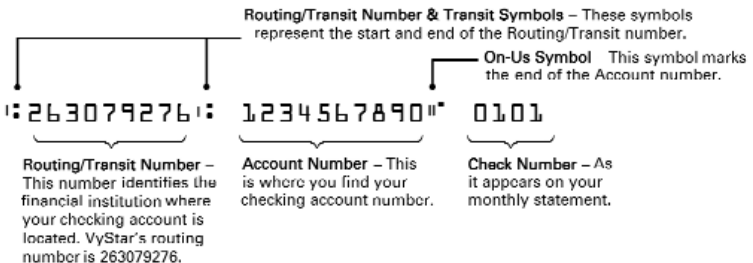 Routing/Transit Number & Transit Symbols – These symbols
represent the start and end of the Routing/Transit number.
On-Us Symbol This symbol marks
the end of the Account number.
⑆263079276⑆ 1234567890⑈ 0101
Routing/Transit Number –
This number identifies the
financial institution where
your checking account is
located. VyStar's routing
number is 263079276.
Account Number – This
is where you find your
checking account number.
Check Number – As
it appears on your
monthly statement.